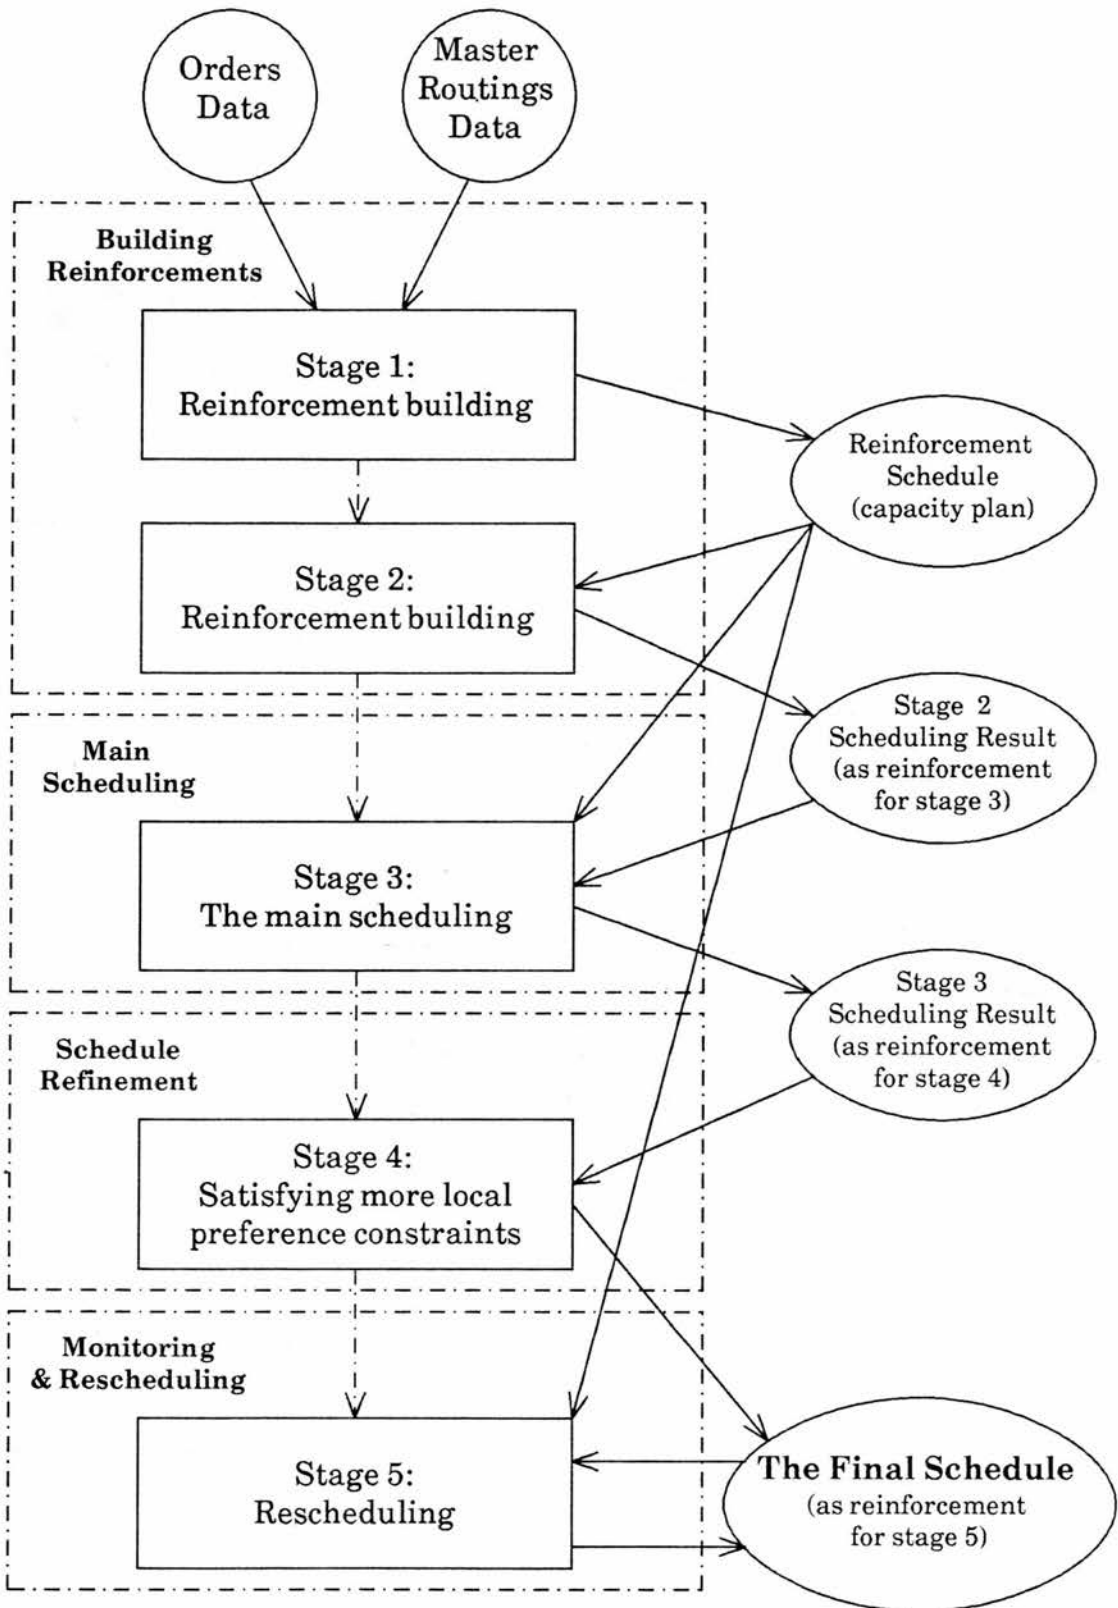 Orders
Data
Master
Routings
Data
Building
Reinforcements
Stage 1:
Reinforcement building
Reinforcement
Schedule
(capacity plan)
Stage 2:
Reinforcement building
Stage 2
Scheduling Result
(as reinforcement
for stage 3)
Main
Scheduling
Stage 3:
The main scheduling
Stage 3
Scheduling Result
(as reinforcement
for stage 4)
Schedule
Refinement
Stage 4:
Satisfying more local
preference constraints
Monitoring
& Rescheduling
Stage 5:
Rescheduling
The Final Schedule
(as reinforcement
for stage 5)